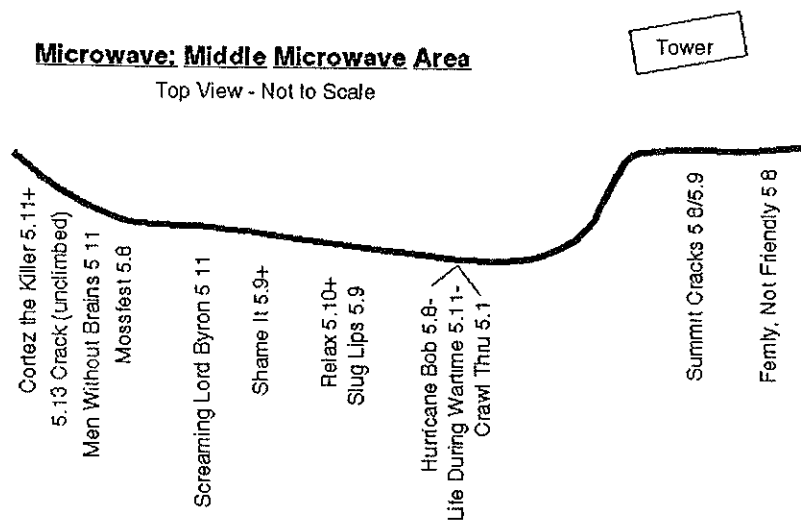 Microwave: Middle Microwave Area
Top View - Not to Scale
Tower
Cortez the Killer 5.11+
5.13 Crack (unclimbed)
Men Without Brains 5 11
Mossfest 5.8
Screaming Lord Byron 5 11
Shame It 5.9+
Relax 5.10+
Slug Lips 5.9
Hurricane Bob 5.8-
Life During Wartime 5.11-
Crawl Thru 5.1
Summit Cracks 5 8/5.9
Fernly, Not Friendly 5 8